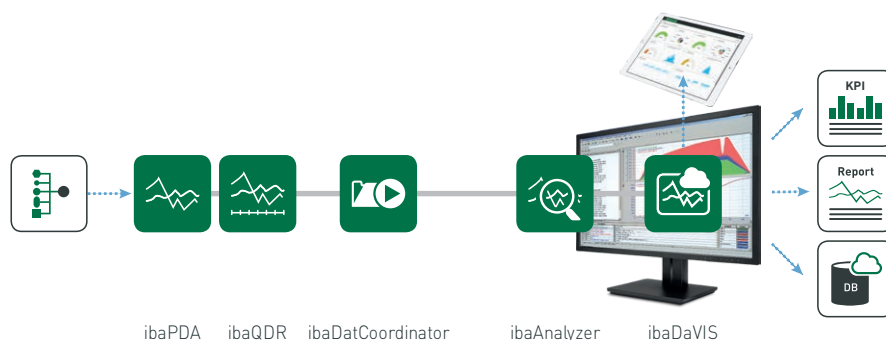 KPI
Report
DB
ibaPDA
ibaQDR
ibaDatCoordinator
ibaAnalyzer
ibaDaVIS